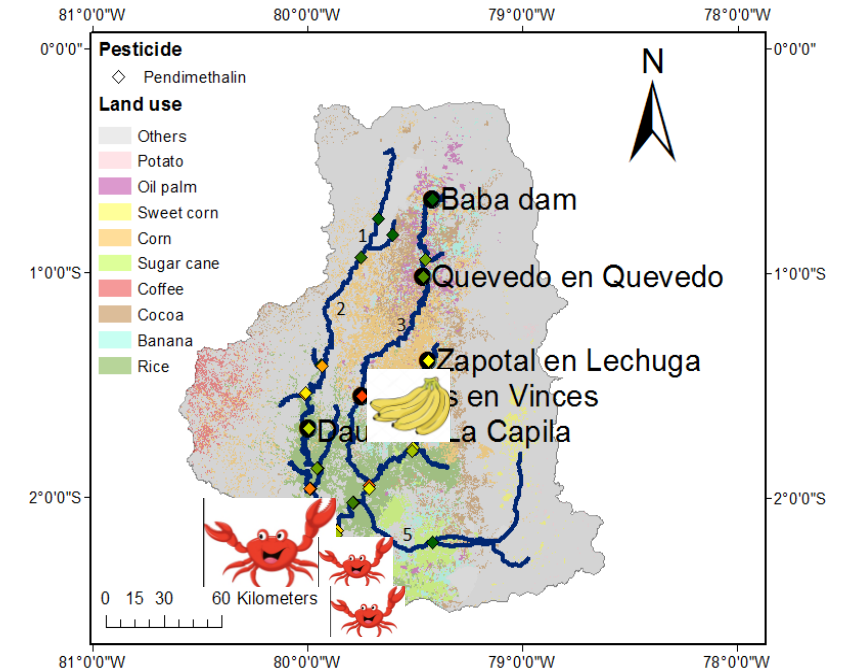 81°0'0"W 80°0'0"W 79°0'0"W 78°0'0"W
0°0'0" 0°0'0"
Pesticide
Pendimethalin
Land use
Others
Potato
Oil palm
Sweet corn
Corn
Sugar cane
Coffee
Cocoa
Banana
Rice
N
Baba dam
1
1°0'0"S Quevedo en Quevedo 1°0'0"S
2
3
Zapotal en Lechuga
s en Vinces
Dau La Capila
2°0'0"S 2°0'0"S
5
0 15 30 60 Kilometers
81°0'0"W 80°0'0"W 79°0'0"W 78°0'0"W